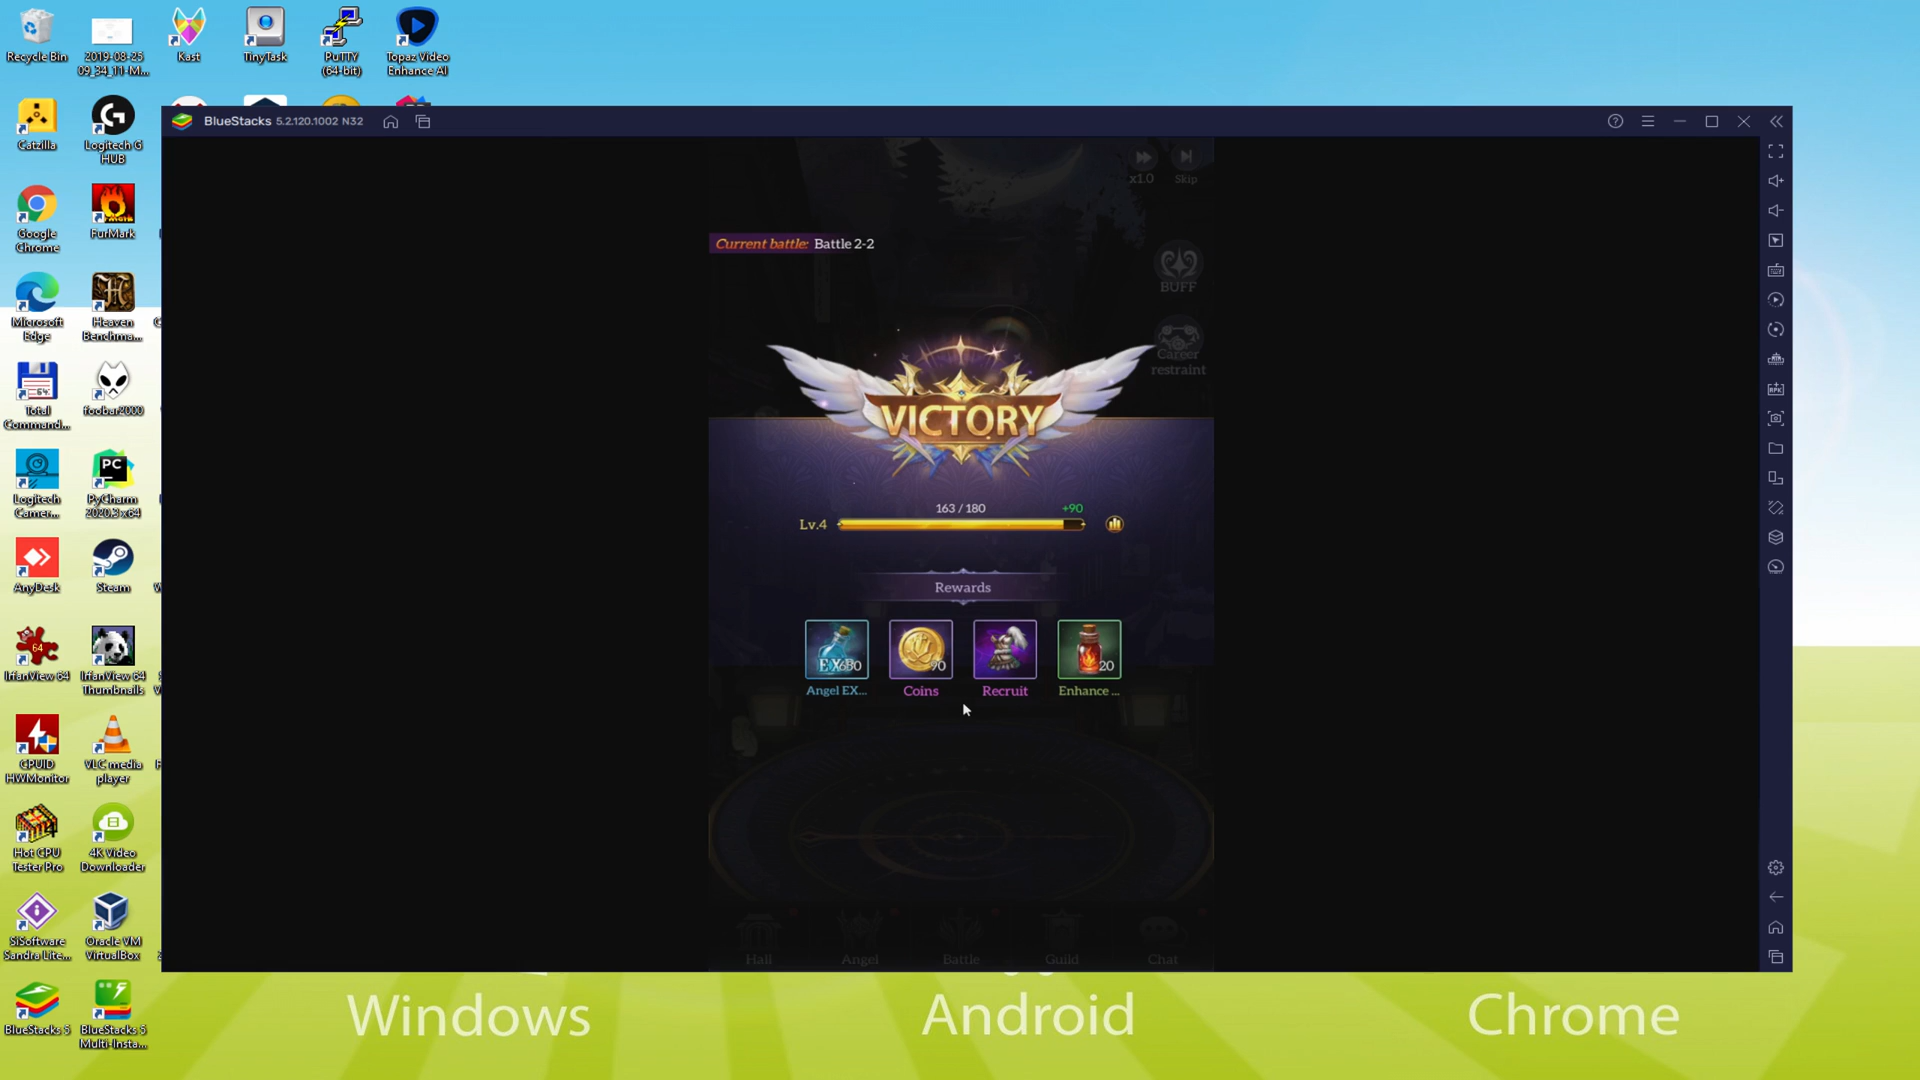 Recycle Bin
2019-08-25
09_34_11-M...
Kast
TinyTask
PuTTY
(64-bit)
Topaz Video
Enhance AI
Catzilla
Logitech G
HUB
Google
Chrome
FurMark
Microsoft
Edge
Heaven
Benchma...
Total
Command...
foobar2000
Logitech
Camer...
PC
PyCharm
2020.3 x64
AnyDesk
Steam
64
IrfanView 64
IrfanView 64
Thumbnails
CPUID
HWMonitor
VLC media
player
Hot CPU
Tester Pro
4K Video
Downloader
SiSoftware
Sandra Lite...
Oracle VM
VirtualBox
BlueStacks 5
BlueStacks 5
Multi-Insta...
BlueStacks 5.2.120.1002 N32
x1.0
Skip
Current battle: Battle 2-2
BUFF
Career
restraint
VICTORY
163 / 180
+90
Lv.4
Rewards
90
20
Angel EX...
Coins
Recruit
Enhance ...
Hall
Angel
Battle
Guild
Chat
Windows
Android
Chrome